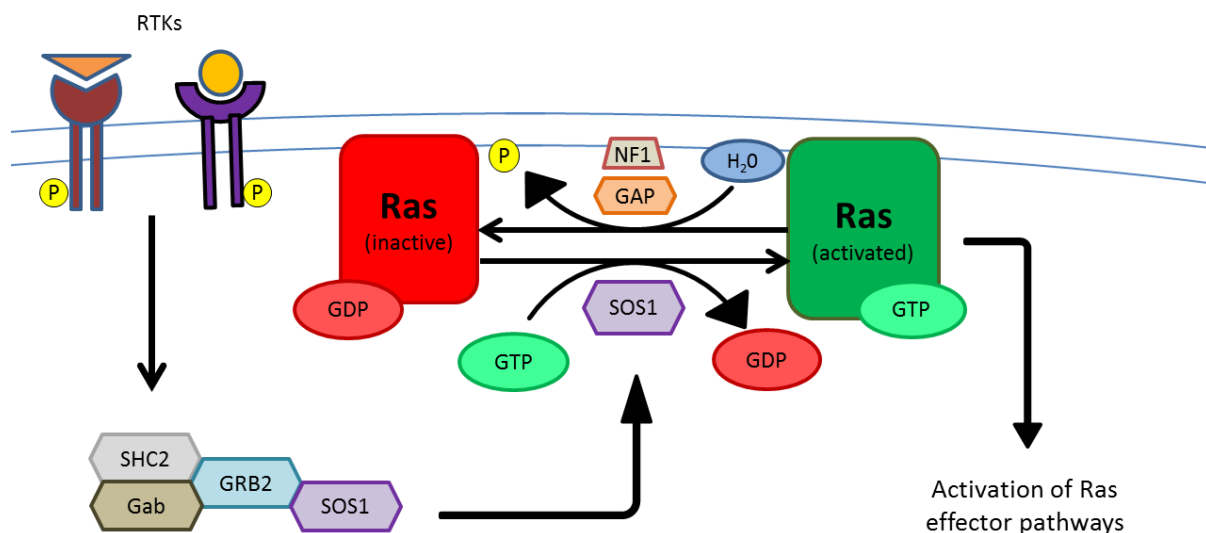 RTKs
P
P
Ras
(inactive)
GDP
P
NF1
GAP
H₂0
Ras
(activated)
GTP
SOS1
GTP
GDP
SHC2
Gab
GRB2
SOS1
Activation of Ras
effector pathways